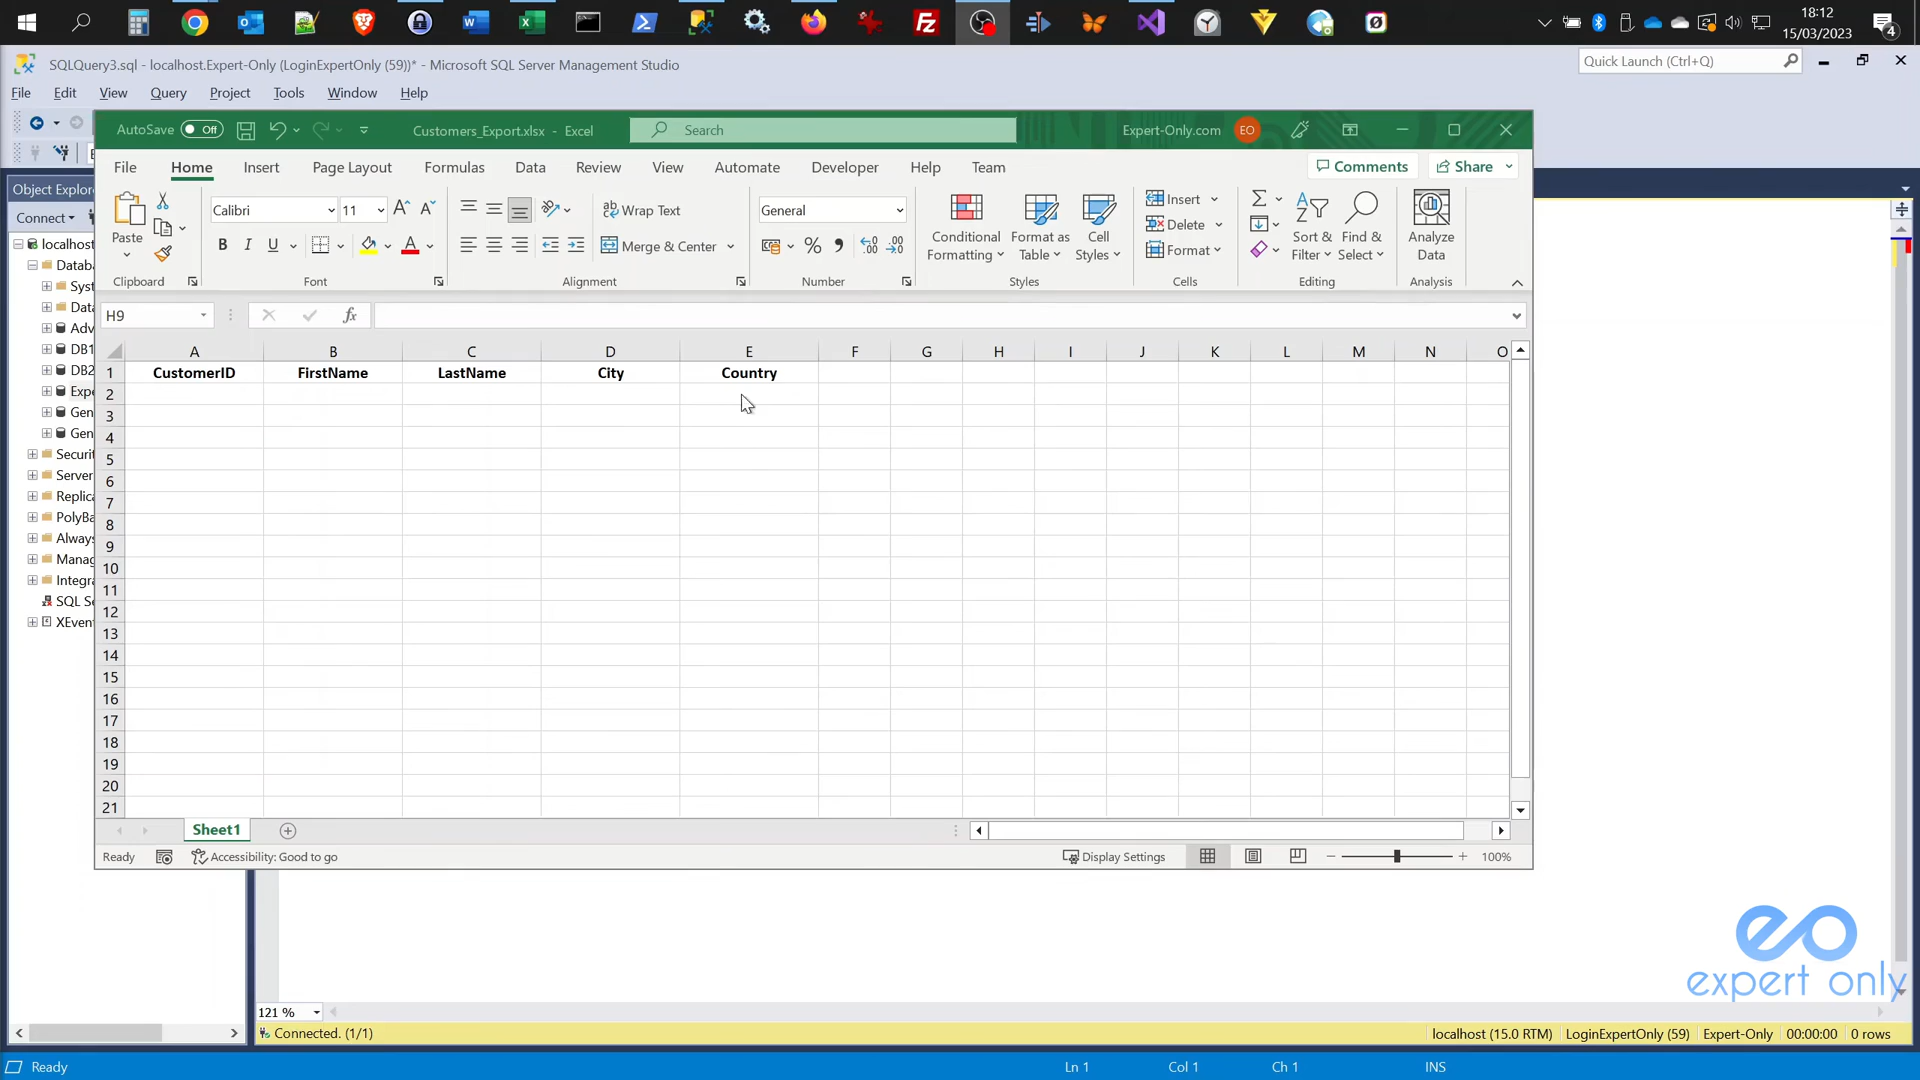 18:12
15/03/2023
4
SQLQuery3.sql - localhost.Expert-Only (LoginExpertOnly (59))* - Microsoft SQL Server Management Studio
Quick Launch (Ctrl+Q)
File Edit View Query Project Tools Window Help
AutoSave Off Customers_Export.xlsx - Excel Search Expert-Only.com EO
File Home Insert Page Layout Formulas Data Review View Automate Developer Help Team Comments Share
Object Explor
Connect
Paste
Calibri 11
Wrap Text
Merge & Center
General
Conditional Formatting
Format as Table
Cell Styles
Insert
Delete
Format
Sort & Filter
Find & Select
Analyze Data
Clipboard Font Alignment Number Styles Cells Editing Analysis
H9 fx
A B C D E F G H I J K L M N O
1 CustomerID FirstName LastName City Country
2
3
4
5
6
7
8
9
10
11
12
13
14
15
16
17
18
19
20
21
localhost
Databa
Syst
Data
Adv
DB1
DB2
Expe
Gen
Gen
Securit
Server
Replica
PolyBa
Always
Manag
Integra
SQL Se
XEvent
Sheet1
Ready Accessibility: Good to go Display Settings 100%
expert only
121 %
Connected. (1/1) localhost (15.0 RTM) LoginExpertOnly (59) Expert-Only 00:00:00 0 rows
Ready Ln 1 Col 1 Ch 1 INS